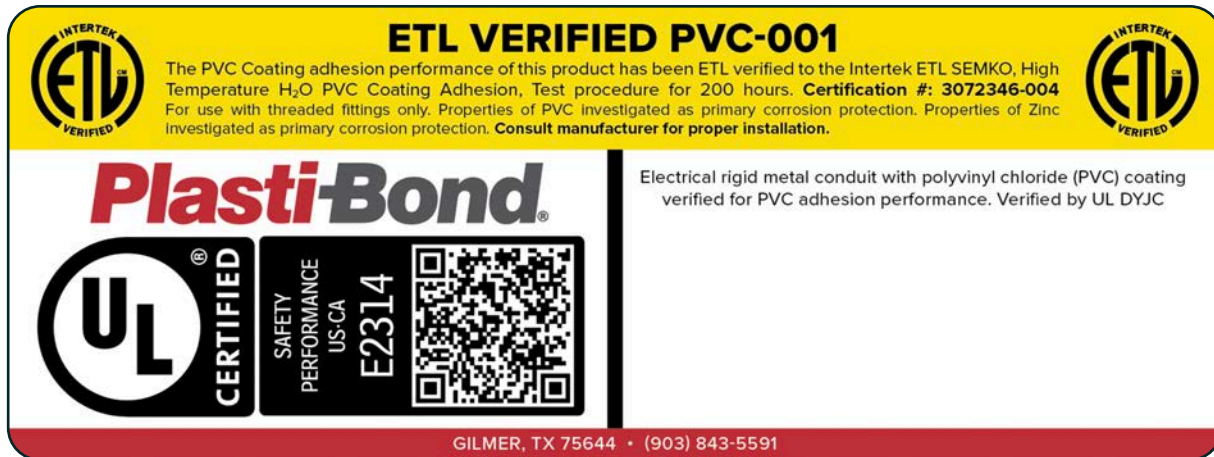 INTERTEK
ETL CM
VERIFIED
ETL VERIFIED PVC-001
The PVC Coating adhesion performance of this product has been ETL verified to the Intertek ETL SEMKO, High
Temperature H₂O PVC Coating Adhesion, Test procedure for 200 hours. Certification #: 3072346-004
For use with threaded fittings only. Properties of PVC investigated as primary corrosion protection. Properties of Zinc
investigated as primary corrosion protection. Consult manufacturer for proper installation.
INTERTEK
ETL CM
VERIFIED
Plasti-Bond®
UL ®
CERTIFIED
SAFETY
PERFORMANCE
US-CA
E2314
Electrical rigid metal conduit with polyvinyl chloride (PVC) coating
verified for PVC adhesion performance. Verified by UL DYJC
GILMER, TX 75644 • (903) 843-5591